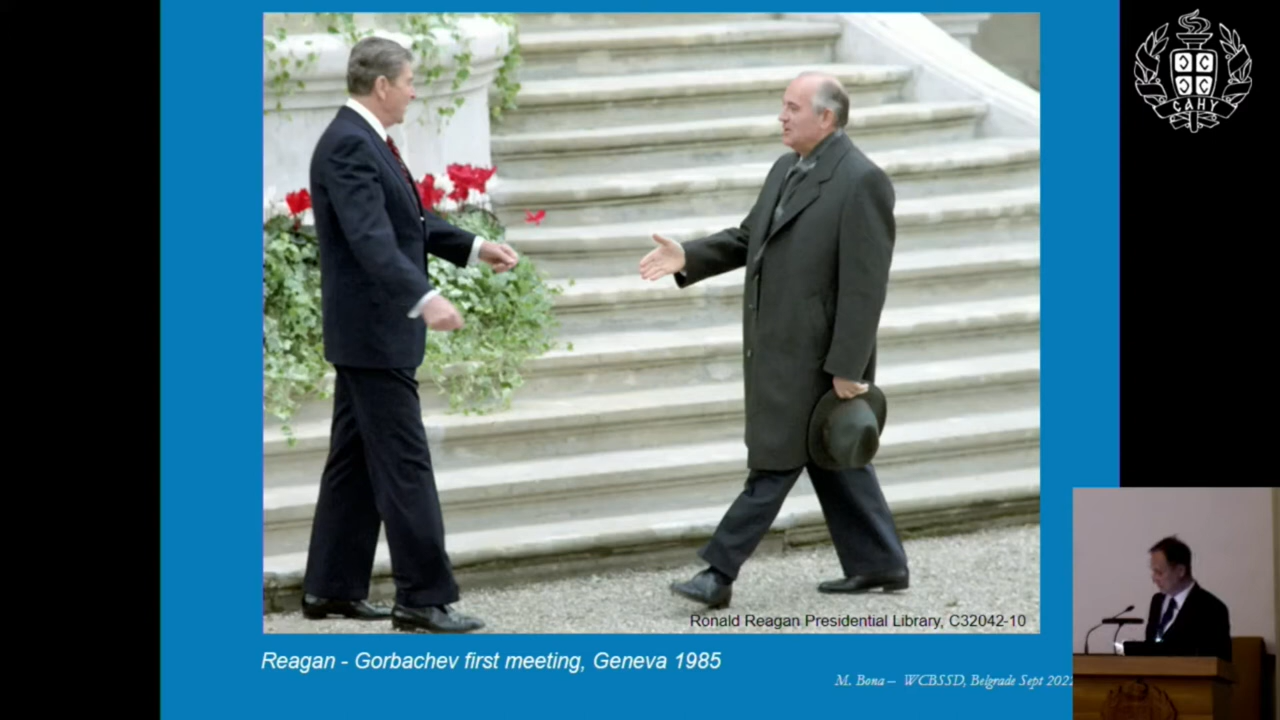 САНУ
Ronald Reagan Presidential Library, C32042-10
Reagan - Gorbachev first meeting, Geneva 1985
M. Bona – WCBSSD, Belgrade Sept 202